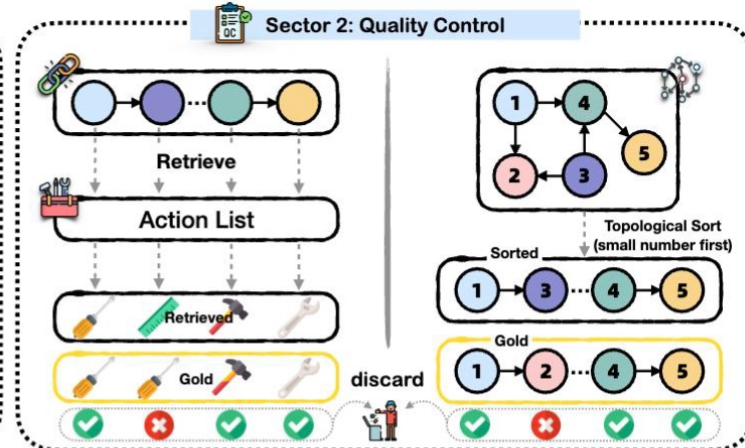 QC
Sector 2: Quality Control
Retrieve
Action List
Retrieved
Gold
discard
1
4
2
3
5
Topological Sort
(small number first)
Sorted
1 3 4 5
Gold
1 2 4 5